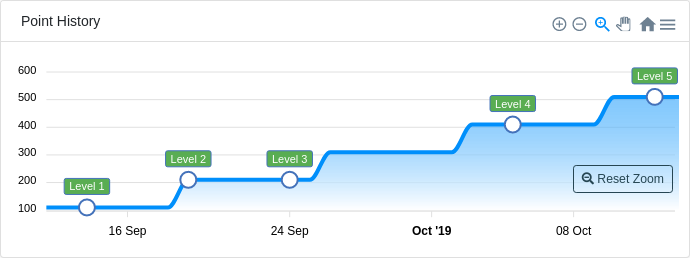 Point History
600
500
400
300
200
100
Level 1
Level 2
Level 3
Level 4
Level 5
Reset Zoom
16 Sep
24 Sep
Oct '19
08 Oct